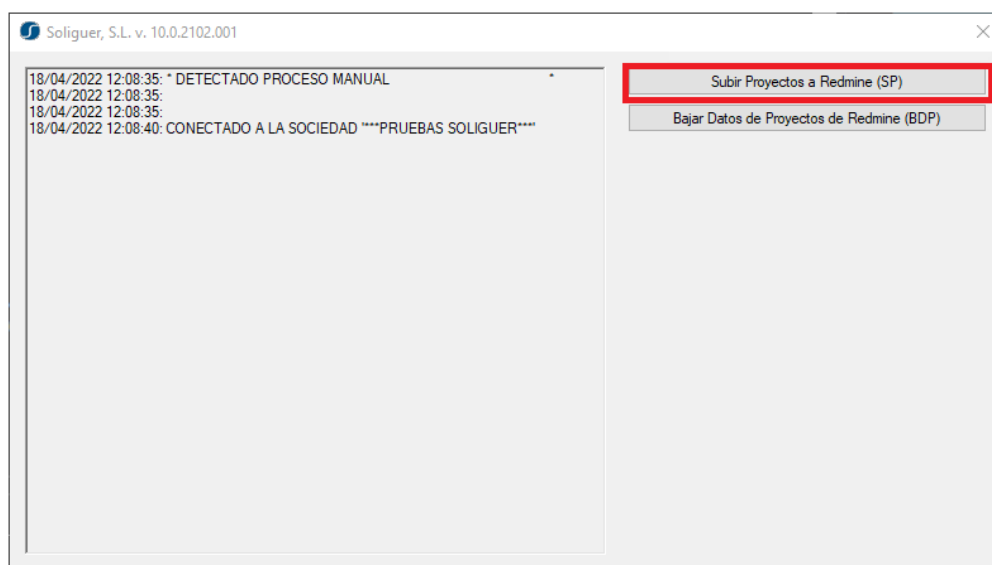 Soliguer, S.L. v. 10.0.2102.001
18/04/2022 12:08:35: * DETECTADO PROCESO MANUAL *
18/04/2022 12:08:35:
18/04/2022 12:08:35:
18/04/2022 12:08:40: CONECTADO A LA SOCIEDAD "***PRUEBAS SOLIGUER***"
Subir Proyectos a Redmine (SP)
Bajar Datos de Proyectos de Redmine (BDP)